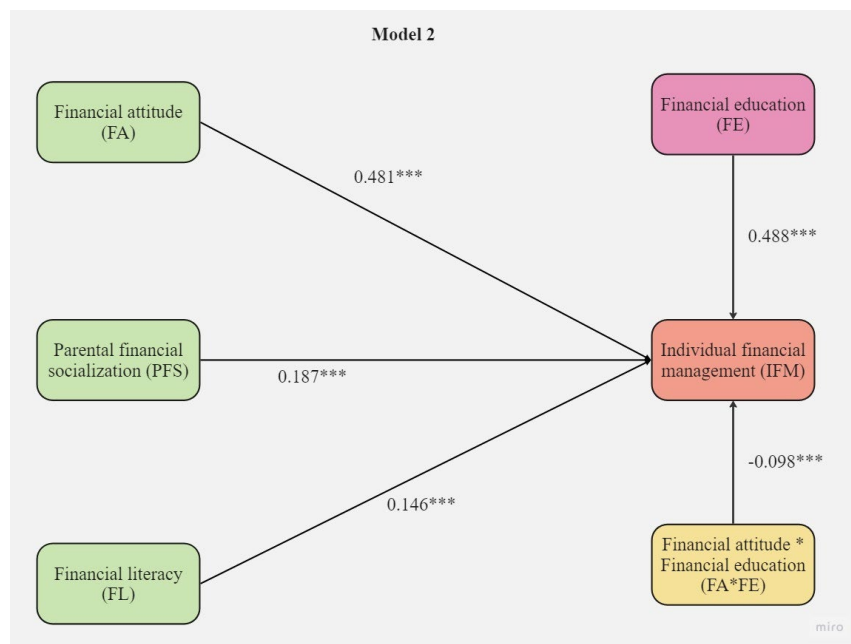 Model 2
Financial attitude
(FA)
Financial education
(FE)
0.481***
0.488***
Parental financial
socialization (PFS)
0.187***
Individual financial
management (IFM)
-0.098***
0.146***
Financial literacy
(FL)
Financial attitude *
Financial education
(FA*FE)
miro